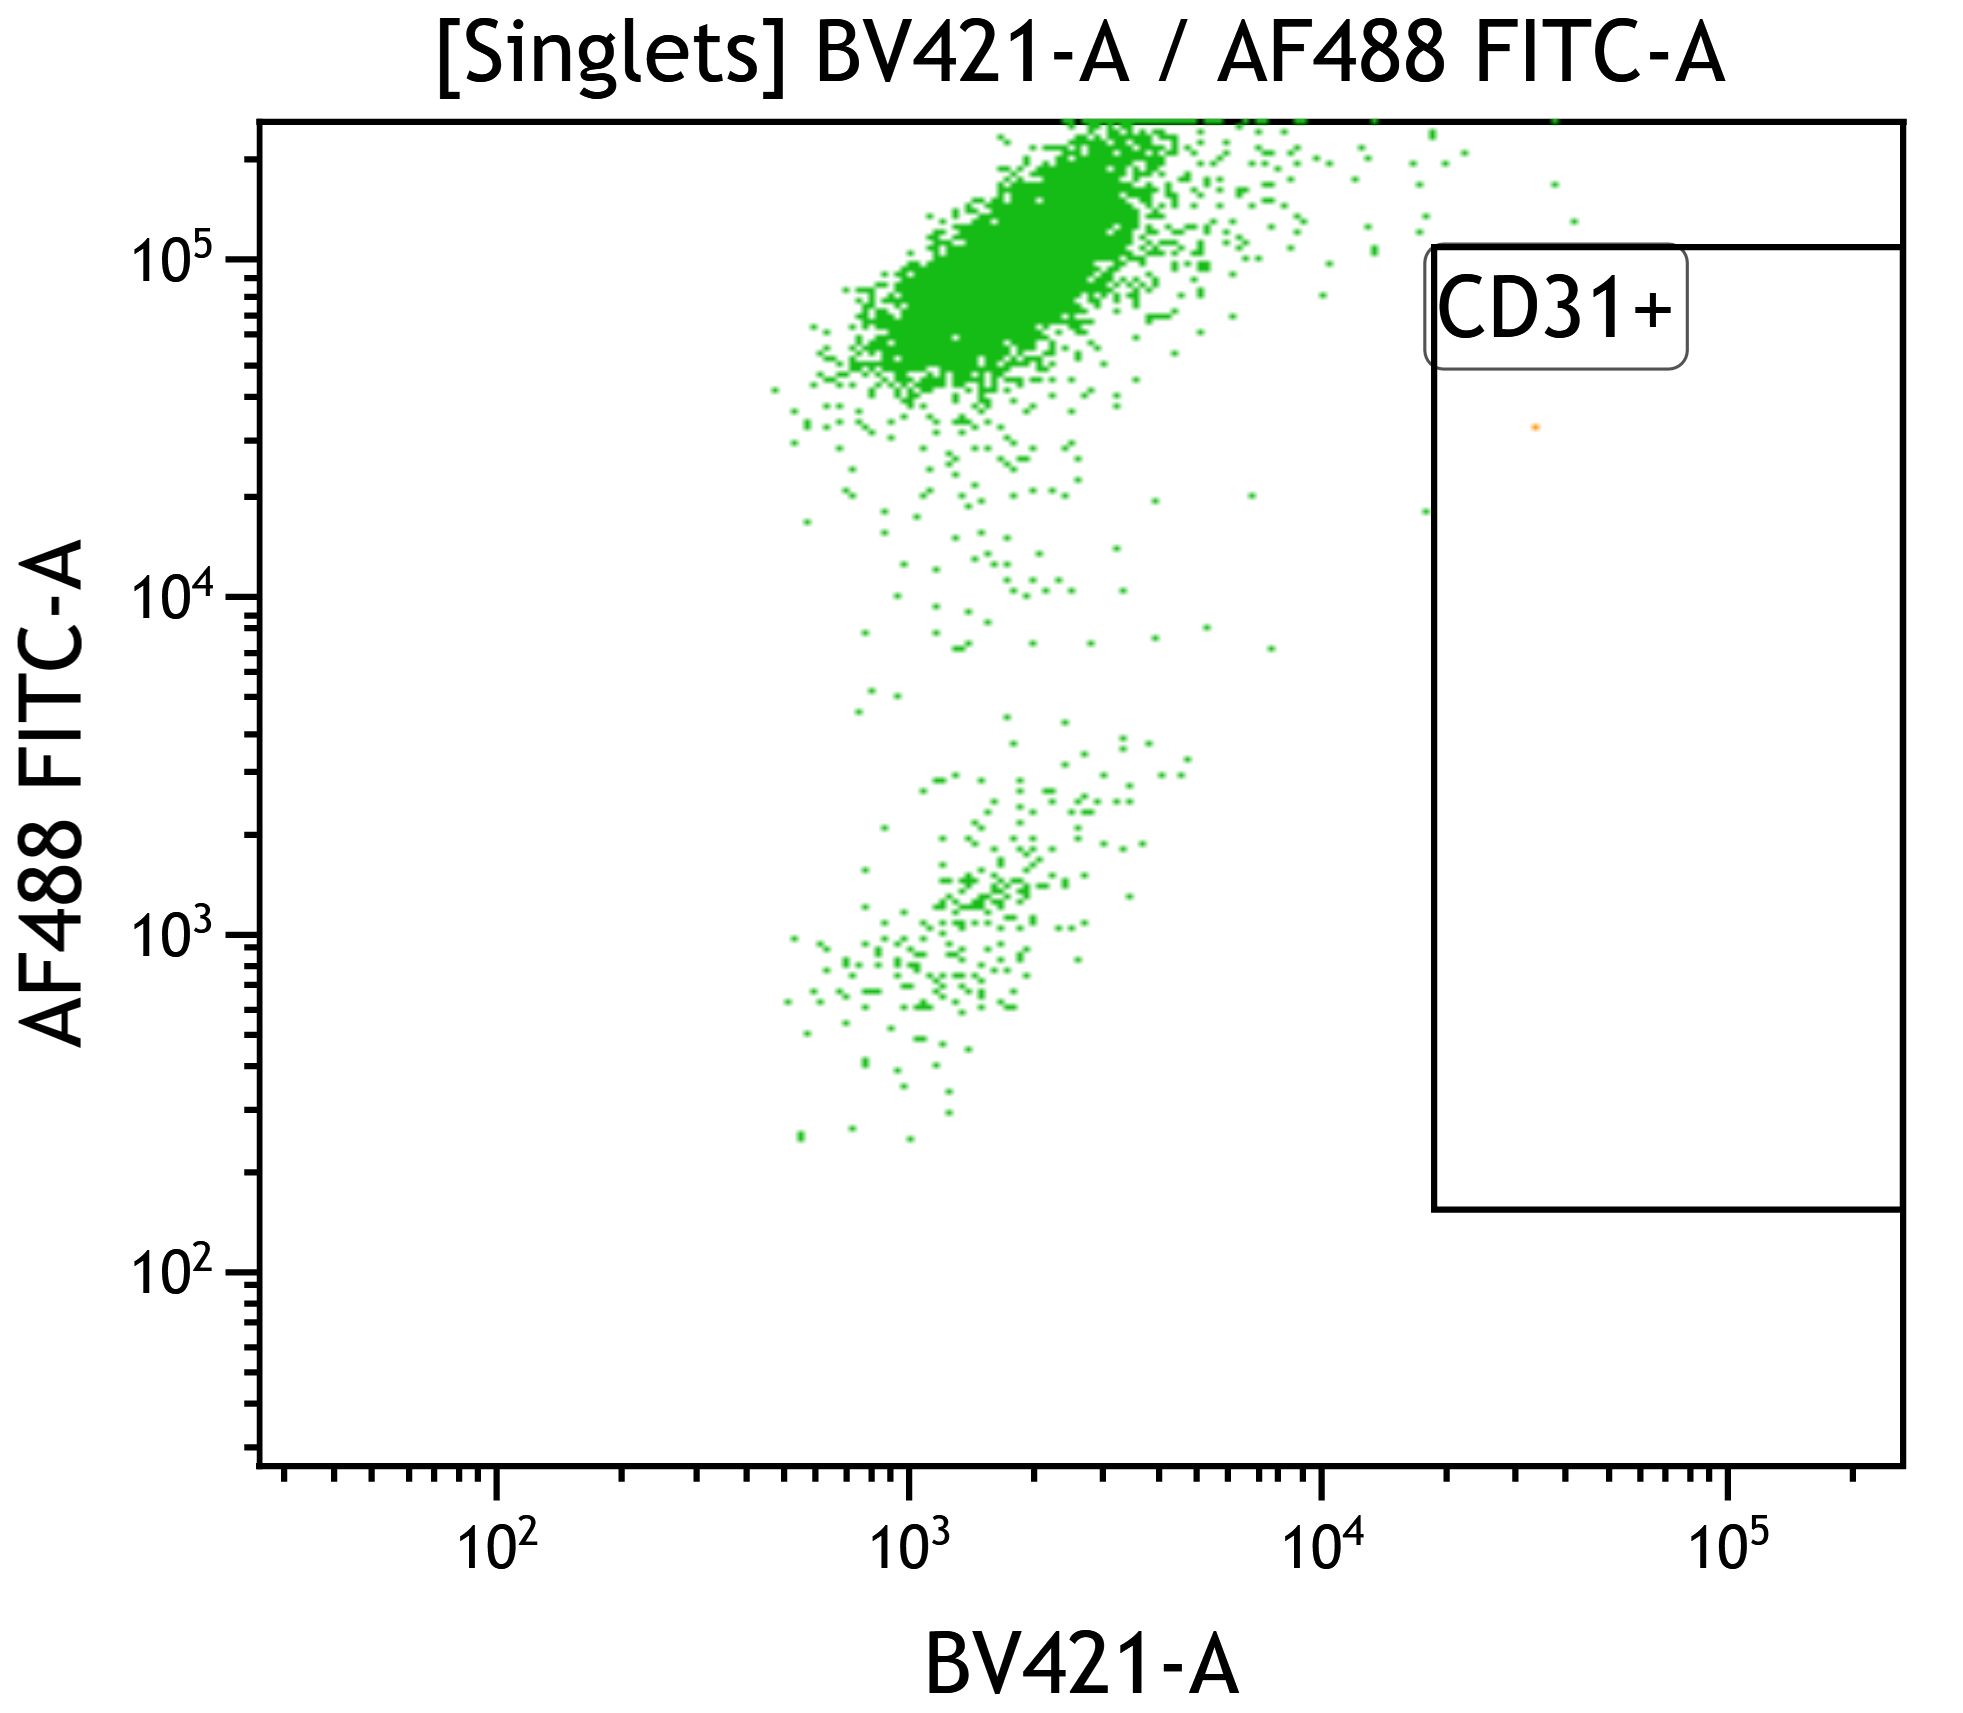 [Singlets] BV421-A / AF488 FITC-A
CD31+
AF488 FITC-A
10⁵
10⁴
10³
10²
10² 10³ 10⁴ 10⁵
BV421-A